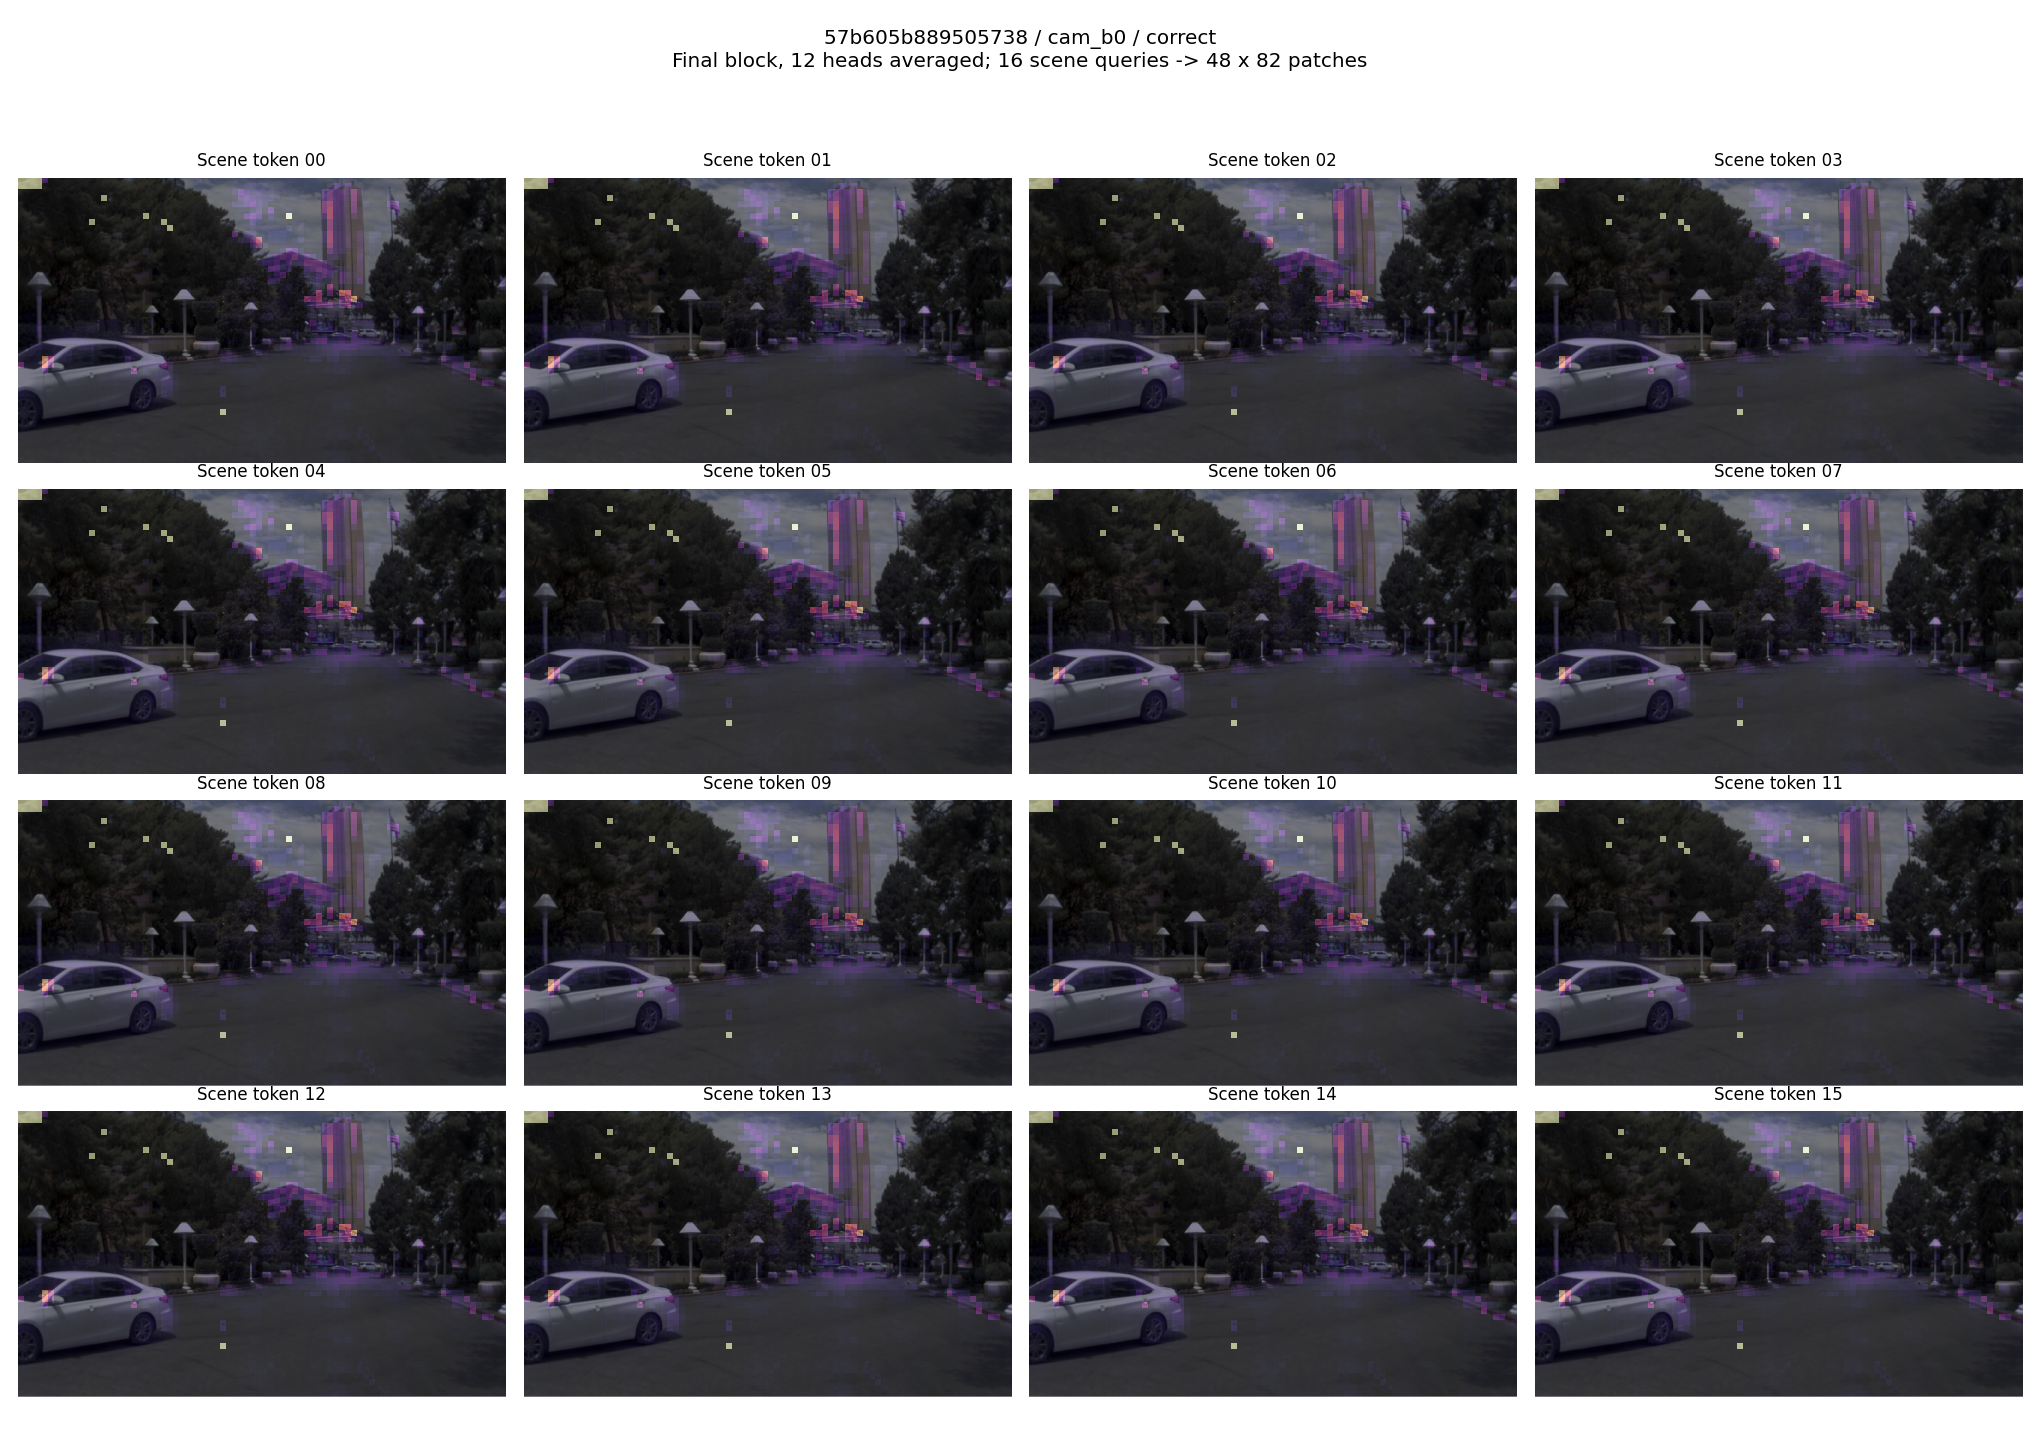 57b605b889505738 / cam_b0 / correct
Final block, 12 heads averaged; 16 scene queries -> 48 x 82 patches
Scene token 00
Scene token 01
Scene token 02
Scene token 03
Scene token 04
Scene token 05
Scene token 06
Scene token 07
Scene token 08
Scene token 09
Scene token 10
Scene token 11
Scene token 12
Scene token 13
Scene token 14
Scene token 15